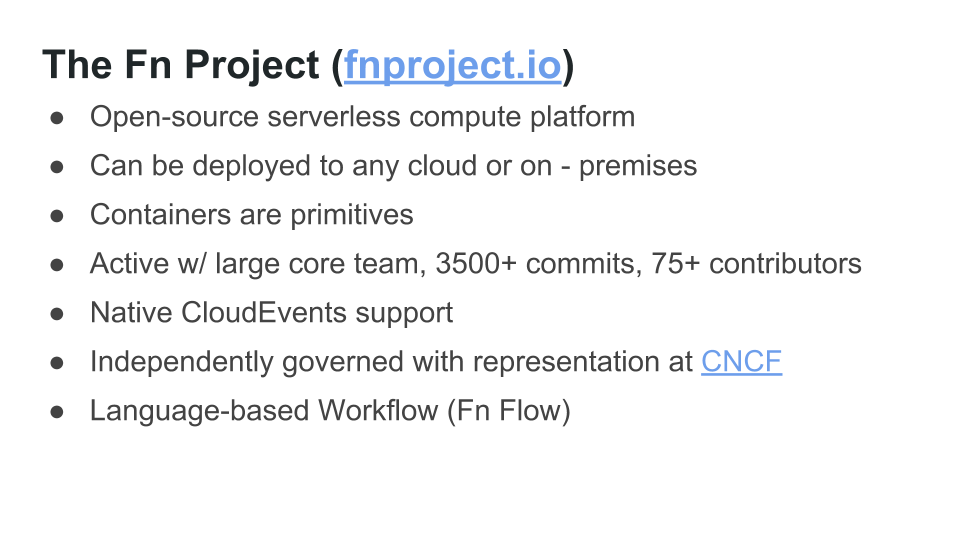 The Fn Project (fnproject.io)
● Open-source serverless compute platform
● Can be deployed to any cloud or on - premises
● Containers are primitives
● Active w/ large core team, 3500+ commits, 75+ contributors
● Native CloudEvents support
● Independently governed with representation at CNCF
● Language-based Workflow (Fn Flow)